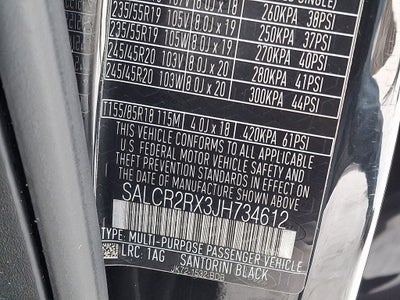 235/55R19 105V 8.0J x 18 260KPA 38PSI
235/55R19 105W 8.0J x 19 250KPA 37PSI
245/45R20 103V 8.0J x 20 270KPA 40PSI
245/45R20 103W 8.0J x 20 280KPA 41PSI
300KPA 44PSI
T155/85R18 115M 4.0J x 18 420KPA 61PSI
THIS VEHICLE CONFORMS TO ALL APPLICABLE
U.S. FEDERAL MOTOR VEHICLE SAFETY AND
THEFT PREVENTION STANDARDS IN EFFECT ON
THE DATE OF MANUFACTURE SHOWN ABOVE
SALCR2RX3JH734612
TYPE: MULTI-PURPOSE PASSENGER VEHICLE
LRC: 1AG SANTORINI BLACK